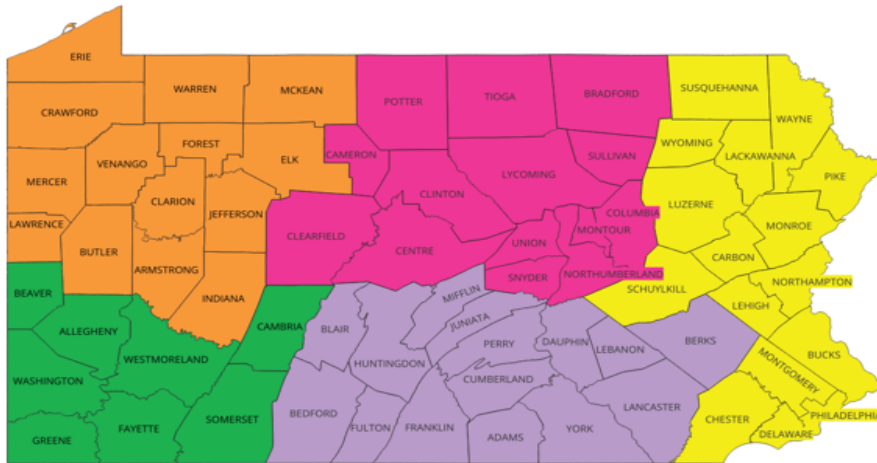 ERIE
WARREN
MCKEAN
POTTER
TIOGA
BRADFORD
SUSQUEHANNA
WAYNE
CRAWFORD
FOREST
ELK
CAMERON
SULLIVAN
WYOMING
LACKAWANNA
PIKE
VENANGO
MERCER
CLARION
JEFFERSON
CLINTON
LYCOMING
LUZERNE
COLUMBIA
MONROE
LAWRENCE
BUTLER
CLEARFIELD
CENTRE
UNION
MONTOUR
CARBON
ARMSTRONG
INDIANA
SNYDER
NORTHUMBERLAND
SCHUYLKILL
NORTHAMPTON
BEAVER
ALLEGHENY
CAMBRIA
BLAIR
MIFFLIN
JUNIATA
LEHIGH
WESTMORELAND
HUNTINGDON
PERRY
DAUPHIN
LEBANON
BERKS
BUCKS
WASHINGTON
CUMBERLAND
MONTGOMERY
GREENE
FAYETTE
SOMERSET
BEDFORD
FULTON
FRANKLIN
ADAMS
YORK
LANCASTER
CHESTER
DELAWARE
PHILADELPHIA